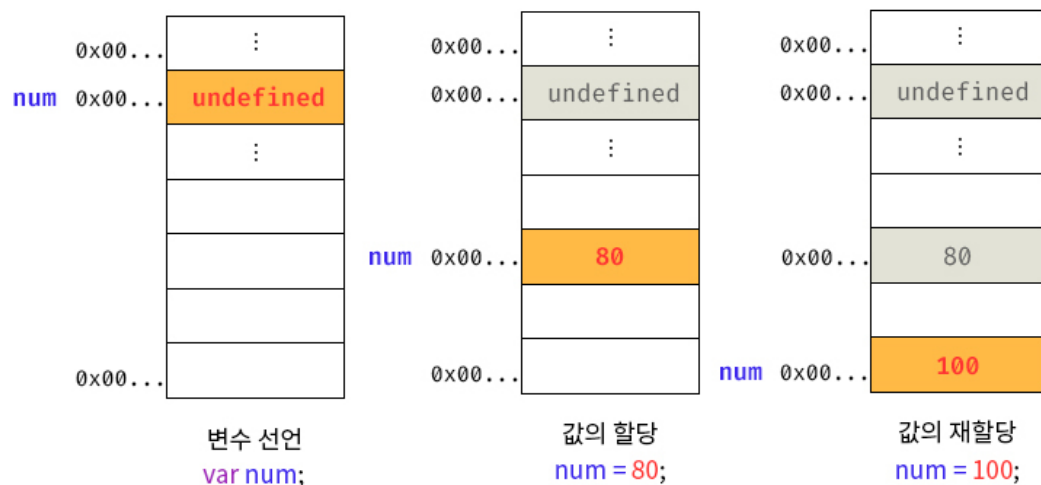 0x00... ⋮
num 0x00... undefined
⋮
0x00...
변수 선언
var num;
0x00... ⋮
0x00... undefined
⋮
num 0x00... 80
0x00...
값의 할당
num = 80;
0x00... ⋮
0x00... undefined
⋮
0x00... 80
num 0x00... 100
값의 재할당
num = 100;